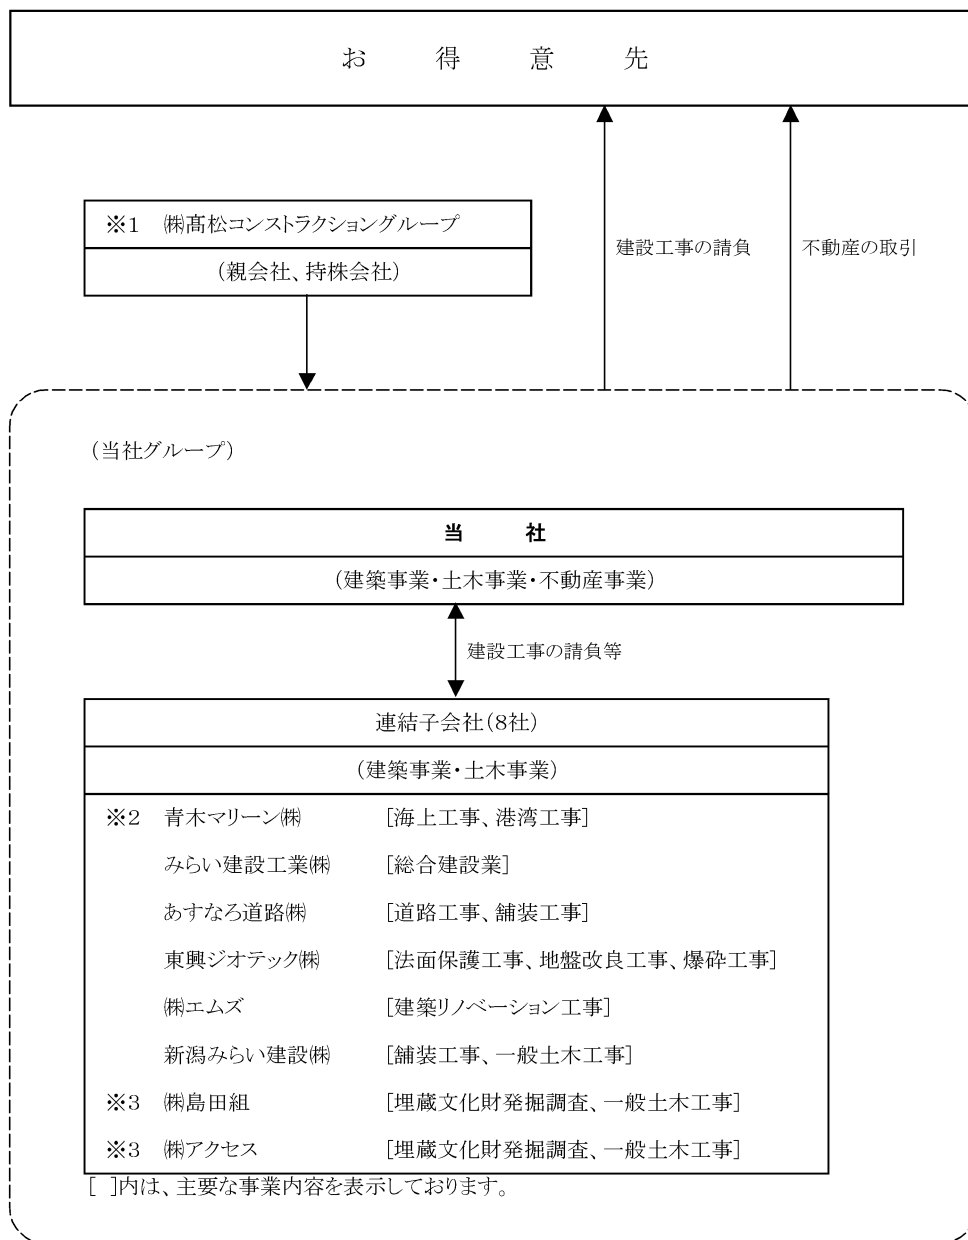 お得意先
※1 ㈱髙松コンストラクショングループ
（親会社、持株会社）
建設工事の請負
不動産の取引
（当社グループ）
当社
（建築事業・土木事業・不動産事業）
建設工事の請負等
連結子会社（8社）
（建築事業・土木事業）
※2 青木マリーン㈱ [海上工事、港湾工事]
みらい建設工業㈱ [総合建設業]
あすなろ道路㈱ [道路工事、舗装工事]
東興ジオテック㈱ [法面保護工事、地盤改良工事、爆砕工事]
㈱エムズ [建築リノベーション工事]
新潟みらい建設㈱ [舗装工事、一般土木工事]
※3 ㈱島田組 [埋蔵文化財発掘調査、一般土木工事]
※3 ㈱アクセス [埋蔵文化財発掘調査、一般土木工事]
[ ]内は、主要な事業内容を表示しております。